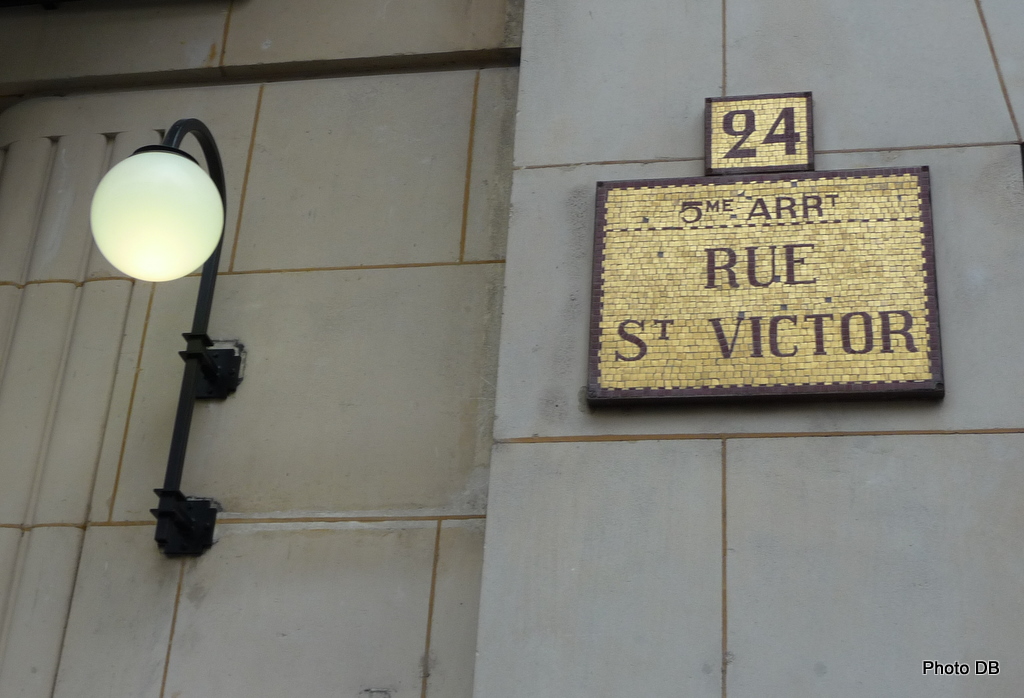 24
5ME ARRT
RUE
ST VICTOR
Photo DB